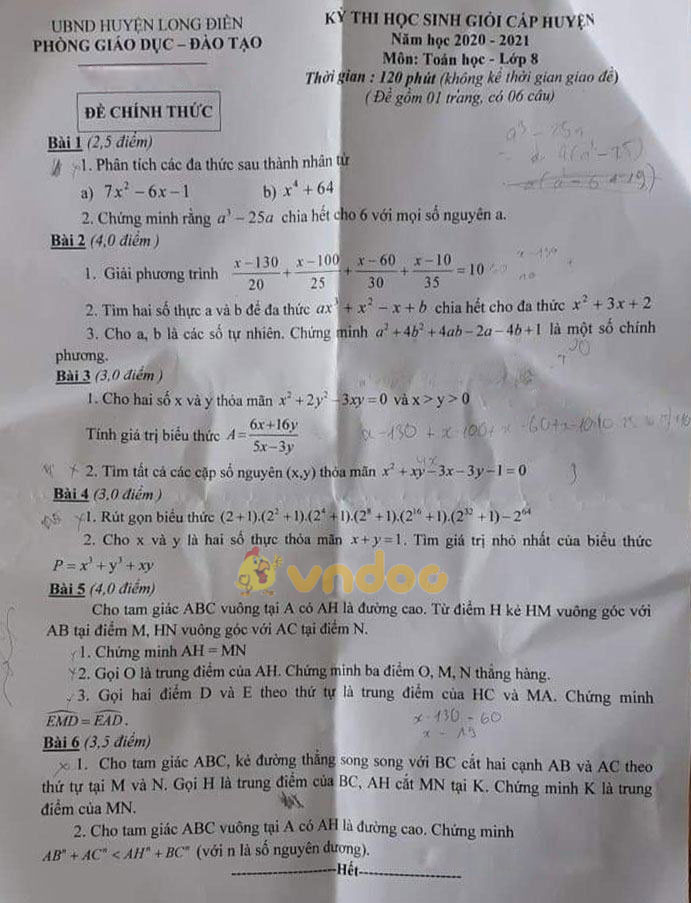 UBND HUYỆN LONG ĐIỀN
PHÒNG GIÁO DỤC – ĐÀO TẠO
KỲ THI HỌC SINH GIỎI CẤP HUYỆN
Năm học 2020 - 2021
Môn: Toán học - Lớp 8
Thời gian : 120 phút (không kể thời gian giao đề)
( Đề gồm 01 trang, có 06 câu)
ĐỀ CHÍNH THỨC
Bài 1 (2,5 điểm)
1. Phân tích các đa thức sau thành nhân tử
a) 7x² – 6x – 1 b) x⁴ + 64
2. Chứng minh rằng a³ – 25a chia hết cho 6 với mọi số nguyên a.
Bài 2 (4,0 điểm )
1. Giải phương trình (x–130)/20 + (x–100)/25 + (x–60)/30 + (x–10)/35 = 10
2. Tìm hai số thực a và b để đa thức ax³ + x² – x + b chia hết cho đa thức x² + 3x + 2
3. Cho a, b là các số tự nhiên. Chứng minh a² + 4b² + 4ab – 2a – 4b + 1 là một số chính
phương.
Bài 3 (3,0 điểm )
1. Cho hai số x và y thỏa mãn x² + 2y² – 3xy = 0 và x > y > 0
Tính giá trị biểu thức A = (6x+16y)/(5x–3y)
2. Tìm tất cả các cặp số nguyên (x,y) thỏa mãn x² + xy – 3x – 3y – 1 = 0
Bài 4 (3,0 điểm )
1. Rút gọn biểu thức (2+1).(2²+1).(2⁴+1).(2⁸+1).(2¹⁶+1).(2³²+1) – 2⁶⁴
2. Cho x và y là hai số thực thỏa mãn x + y = 1. Tìm giá trị nhỏ nhất của biểu thức
P = x³ + y³ + xy
vndoc
Bài 5 (4,0 điểm)
Cho tam giác ABC vuông tại A có AH là đường cao. Từ điểm H kẻ HM vuông góc với
AB tại điểm M, HN vuông góc với AC tại điểm N.
1. Chứng minh AH = MN
2. Gọi O là trung điểm của AH. Chứng minh ba điểm O, M, N thẳng hàng.
3. Gọi hai điểm D và E theo thứ tự là trung điểm của HC và MA. Chứng minh
EMD = EAD .
x - 130 - 60
Bài 6 (3,5 điểm)
1. Cho tam giác ABC, kẻ đường thẳng song song với BC cắt hai cạnh AB và AC theo
thứ tự tại M và N. Gọi H là trung điểm của BC, AH cắt MN tại K. Chứng minh K là trung
điểm của MN.
2. Cho tam giác ABC vuông tại A có AH là đường cao. Chứng minh
ABⁿ + ACⁿ < AHⁿ + BCⁿ (với n là số nguyên dương).
--------------------Hết--------------------